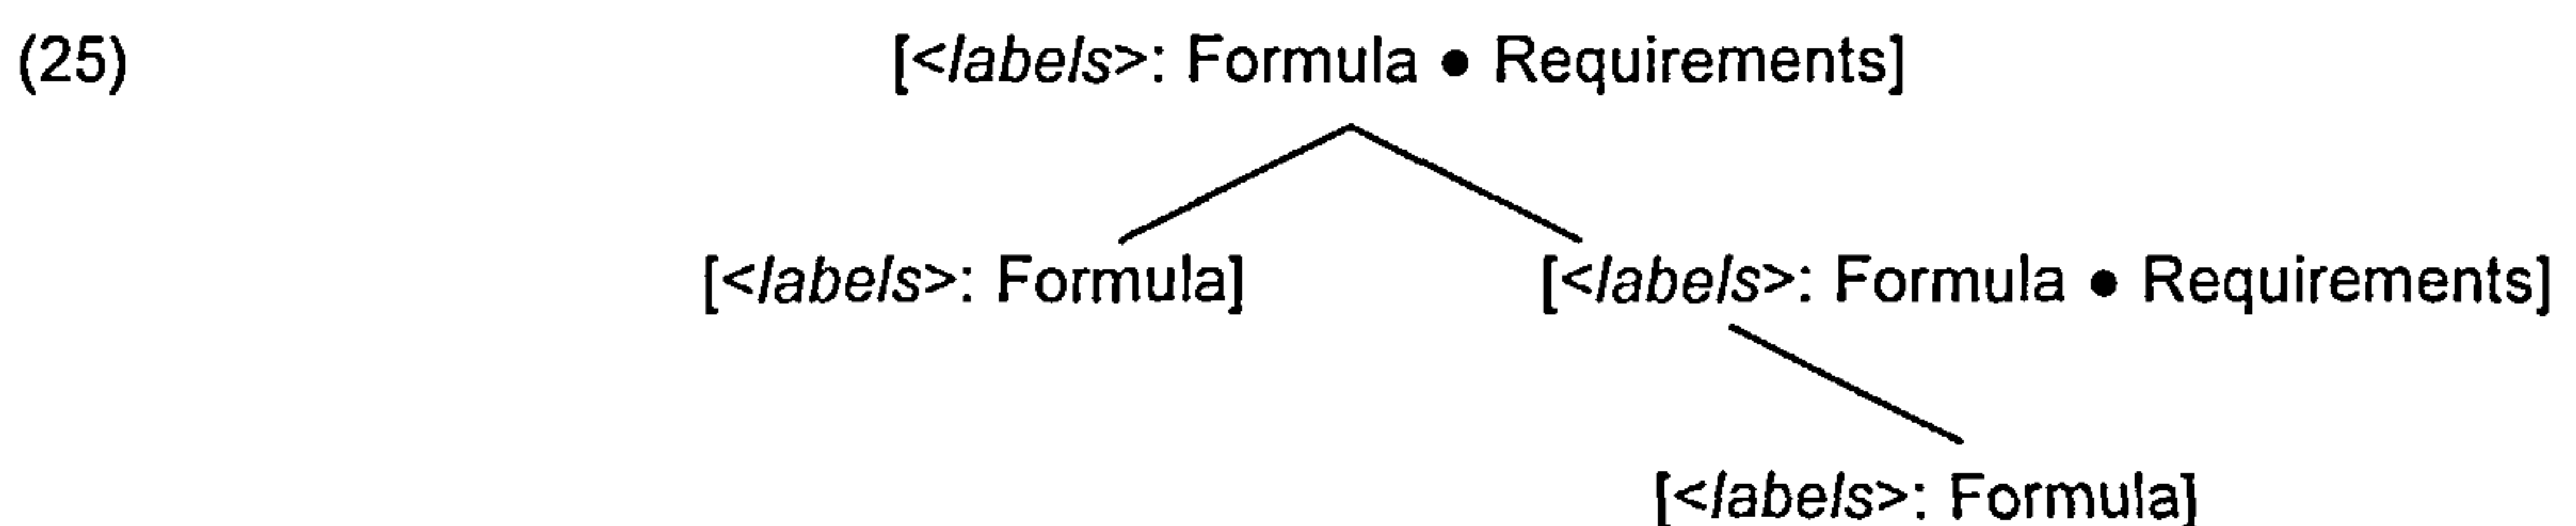 (25) [<labels>: Formula ● Requirements]
[<labels>: Formula] [<labels>: Formula ● Requirements]
[<labels>: Formula]